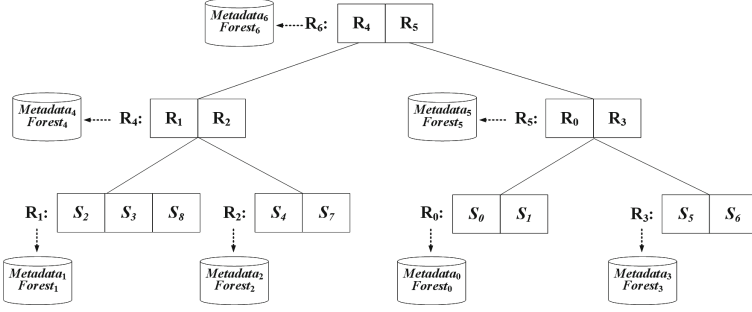 Metadata₆
Forest₆
R₆: R₄ R₅
Metadata₄
Forest₄
R₄: R₁ R₂
Metadata₅
Forest₅
R₅: R₀ R₃
R₁: S₂ S₃ S₈
R₂: S₄ S₇
R₀: S₀ S₁
R₃: S₅ S₆
Metadata₁
Forest₁
Metadata₂
Forest₂
Metadata₀
Forest₀
Metadata₃
Forest₃